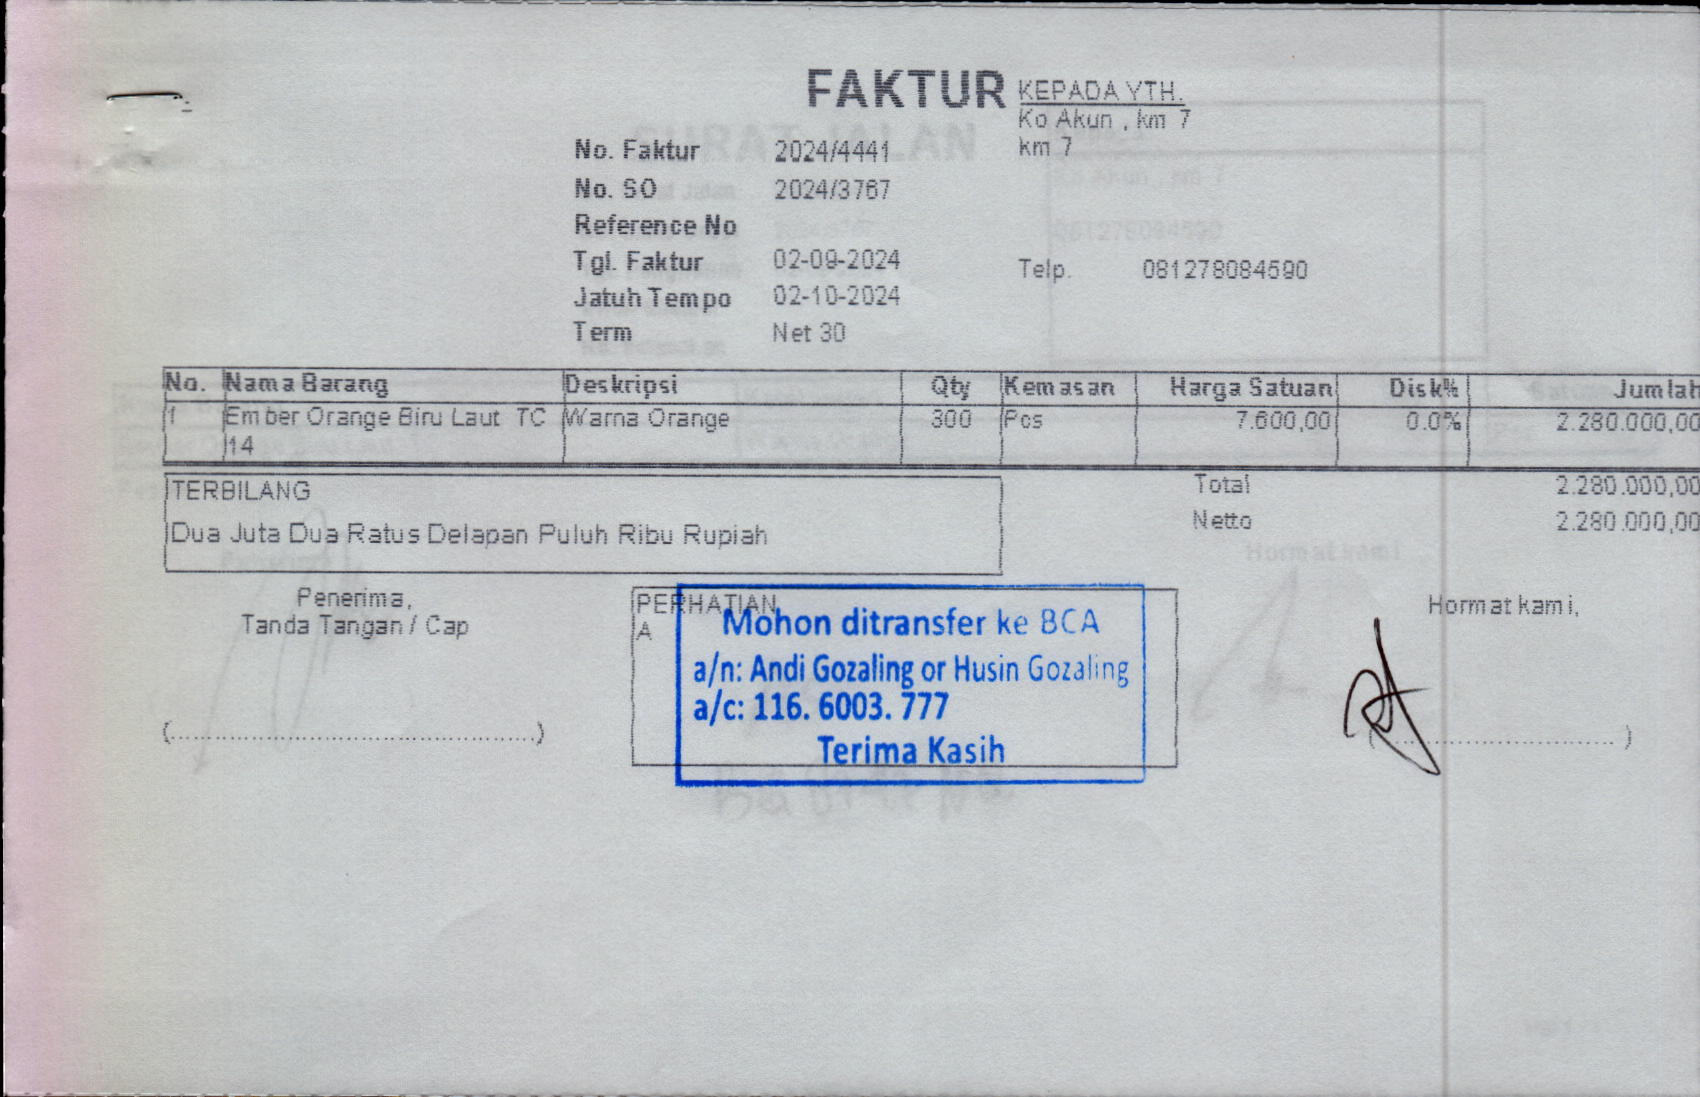 FAKTUR
KEPADA YTH.
Ko Akun , km 7
km 7
No. Faktur 2024/4441
No. SO 2024/3767
Reference No
Tgl. Faktur 02-09-2024
Telp. 081278084590
Jatuh Tempo 02-10-2024
Term Net 30
No. Nama Barang Deskripsi Qty Kemasan Harga Satuan Disk% Jumlah
1 Ember Orange Biru Laut TC Warna Orange 300 Pcs 7.600,00 0.0% 2.280.000,00
14
TERBILANG
Total 2.280.000,00
Netto 2.280.000,00
Dua Juta Dua Ratus Delapan Puluh Ribu Rupiah
Penerima,
Tanda Tangan / Cap
(........................................)
PERHATIAN
A
Mohon ditransfer ke BCA
a/n: Andi Gozaling or Husin Gozaling
a/c: 116. 6003. 777
Terima Kasih
Hormat kami,
(............................)
SURAT JALAN